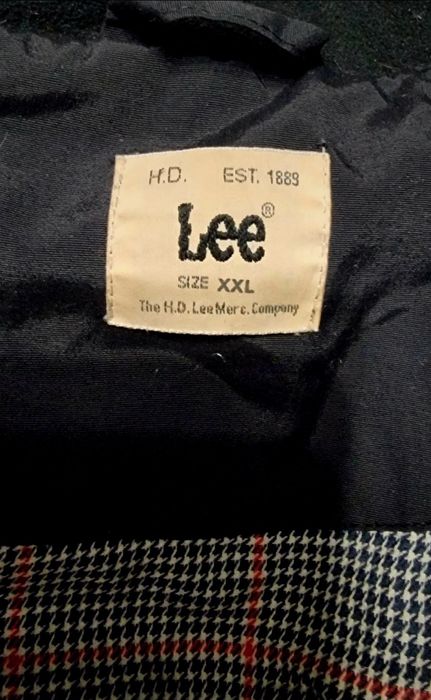 H.D. EST. 1889
Lee®
SIZE XXL
The H.D. Lee Merc. Company